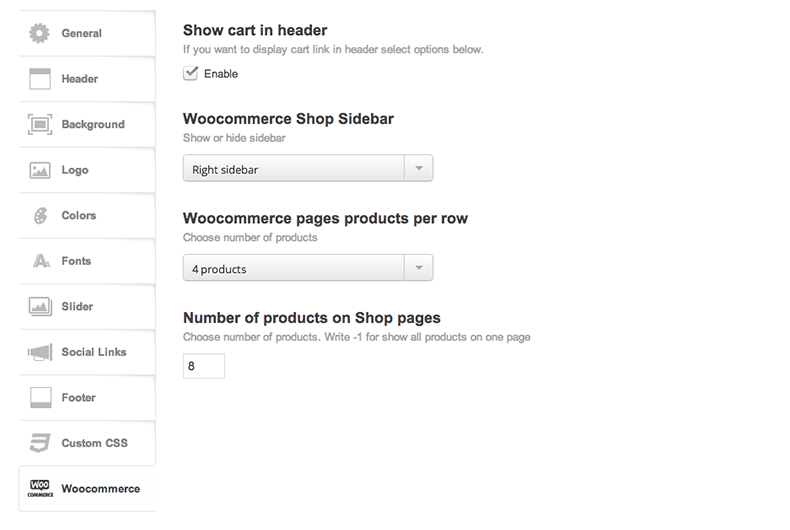 General
Header
Background
Logo
Colors
Fonts
Slider
Social Links
Footer
Custom CSS
WOO
COMMERCE
Woocommerce
Show cart in header
If you want to display cart link in header select options below.
Enable
Woocommerce Shop Sidebar
Show or hide sidebar
Right sidebar
Woocommerce pages products per row
Choose number of products
4 products
Number of products on Shop pages
Choose number of products. Write -1 for show all products on one page
8